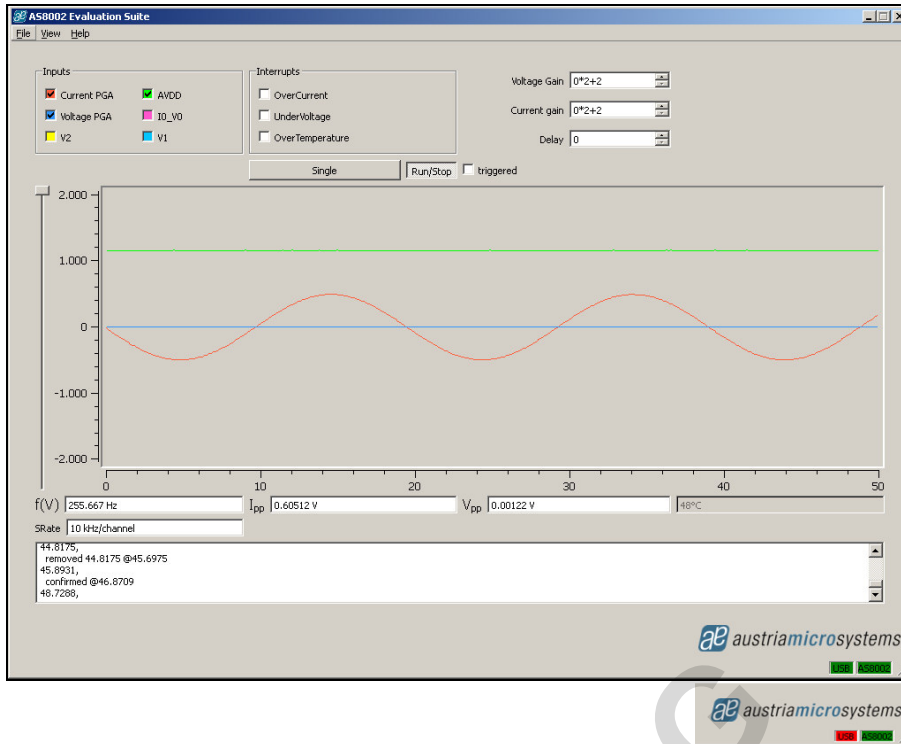 AS8002 Evaluation Suite
File View Help
Inputs
Current PGA
AVDD
Voltage PGA
I0_V0
V2
V1
Interrupts
OverCurrent
UnderVoltage
OverTemperature
Voltage Gain 0*2+2
Current gain 0*2+2
Delay 0
Single
Run/Stop
triggered
2.000
1.000
0
-1.000
-2.000
0 10 20 30 40 50
f(V) 255.667 Hz
Ipp 0.60512 V
Vpp 0.00122 V
48°C
SRate 10 kHz/channel
44.8175,
removed 44.8175 @45.6975
45.8931,
confirmed @46.8709
48.7288,
austriamicrosystems
USB AS8002
austriamicrosystems
USB AS8002